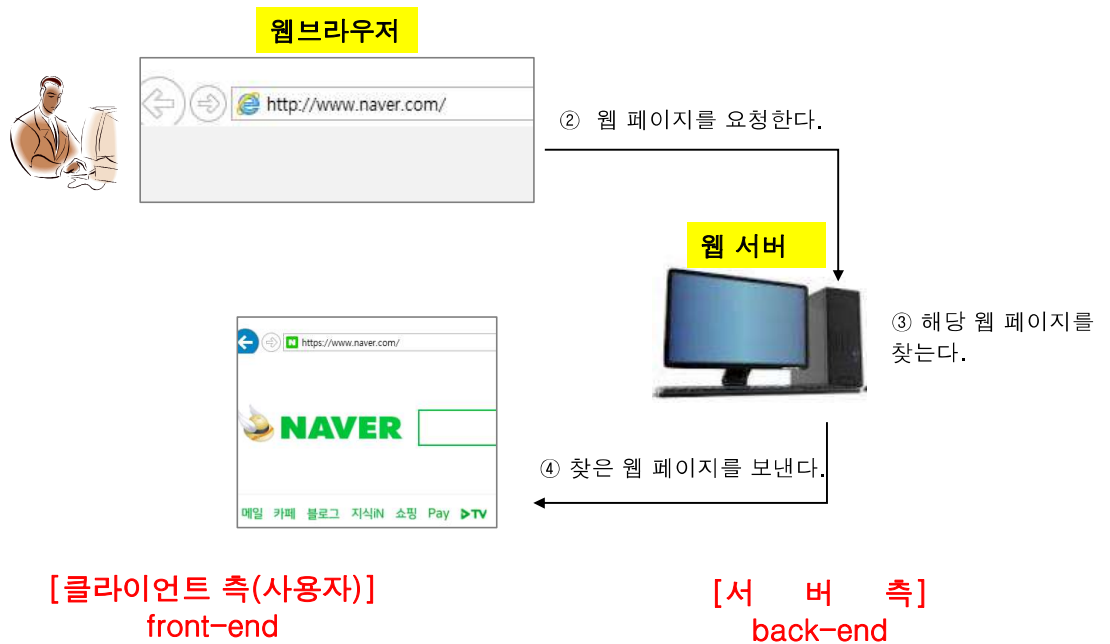 웹브라우저
http://www.naver.com/
② 웹 페이지를 요청한다.
웹 서버
③ 해당 웹 페이지를
찾는다.
https://www.naver.com/
NAVER
④ 찾은 웹 페이지를 보낸다.
메일 카페 블로그 지식iN 쇼핑 Pay ▷TV
[클라이언트 측(사용자)]
front-end
[서 버 측]
back-end